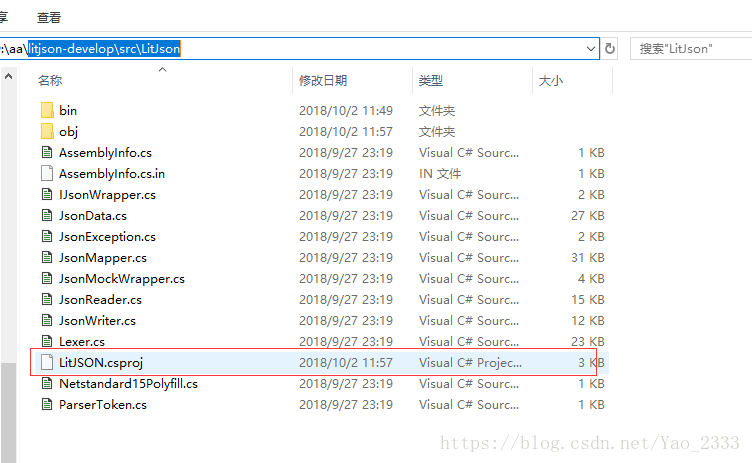 享 查看
:\aa\litjson-develop\src\LitJson 搜索"LitJson"
名称 修改日期 类型 大小
bin 2018/10/2 11:49 文件夹
obj 2018/10/2 11:57 文件夹
AssemblyInfo.cs 2018/9/27 23:19 Visual C# Sourc... 1 KB
AssemblyInfo.cs.in 2018/9/27 23:19 IN 文件 1 KB
IJsonWrapper.cs 2018/9/27 23:19 Visual C# Sourc... 2 KB
JsonData.cs 2018/9/27 23:19 Visual C# Sourc... 27 KB
JsonException.cs 2018/9/27 23:19 Visual C# Sourc... 2 KB
JsonMapper.cs 2018/9/27 23:19 Visual C# Sourc... 31 KB
JsonMockWrapper.cs 2018/9/27 23:19 Visual C# Sourc... 4 KB
JsonReader.cs 2018/9/27 23:19 Visual C# Sourc... 15 KB
JsonWriter.cs 2018/9/27 23:19 Visual C# Sourc... 12 KB
Lexer.cs 2018/9/27 23:19 Visual C# Sourc... 23 KB
LitJSON.csproj 2018/10/2 11:57 Visual C# Projec... 3 KB
Netstandard15Polyfill.cs 2018/9/27 23:19 Visual C# Sourc... 1 KB
ParserToken.cs 2018/9/27 23:19 Visual C# Sourc... 1 KB
https://blog.csdn.net/Yao_2333